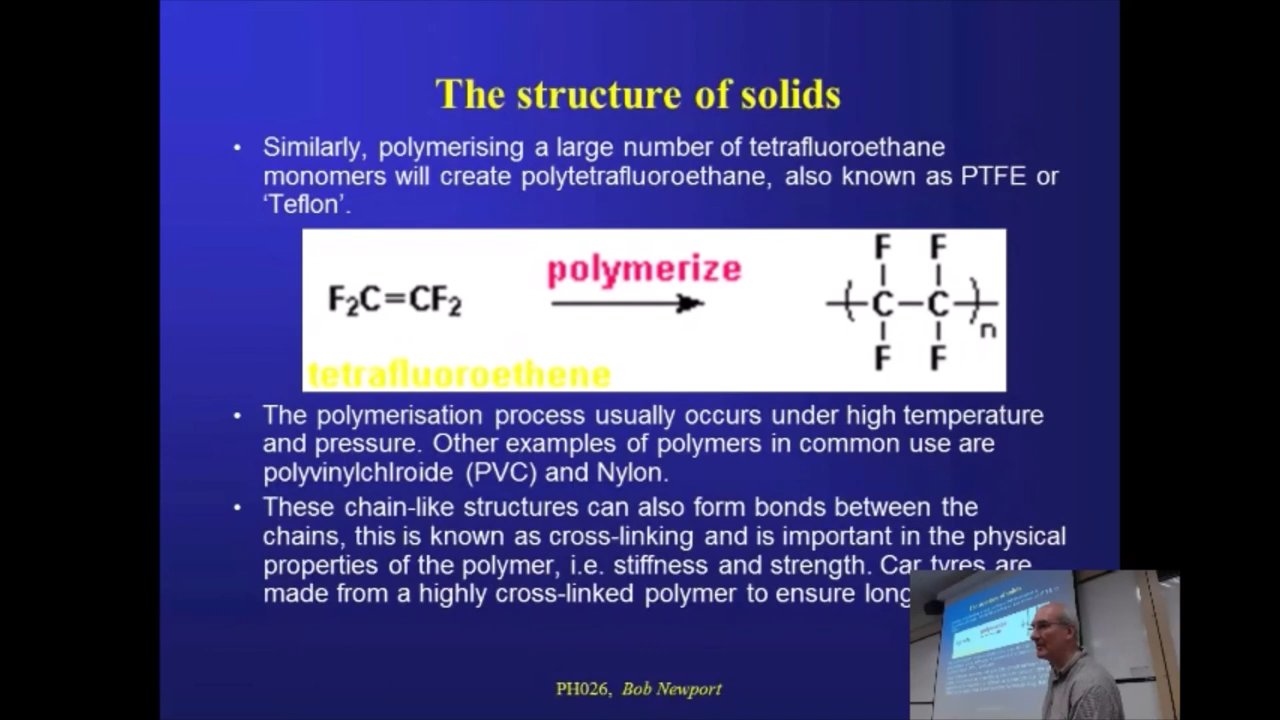 The structure of solids
• Similarly, polymerising a large number of tetrafluoroethane
monomers will create polytetrafluoroethane, also known as PTFE or
‘Teflon’.
F F
polymerize
F₂C=CF₂
C–C
n
F F
tetrafluoroethene
• The polymerisation process usually occurs under high temperature
and pressure. Other examples of polymers in common use are
polyvinylchlroide (PVC) and Nylon.
• These chain-like structures can also form bonds between the
chains, this is known as cross-linking and is important in the physical
properties of the polymer, i.e. stiffness and strength. Car tyres are
made from a highly cross-linked polymer to ensure long
The structure of solids
PH026, Bob Newport